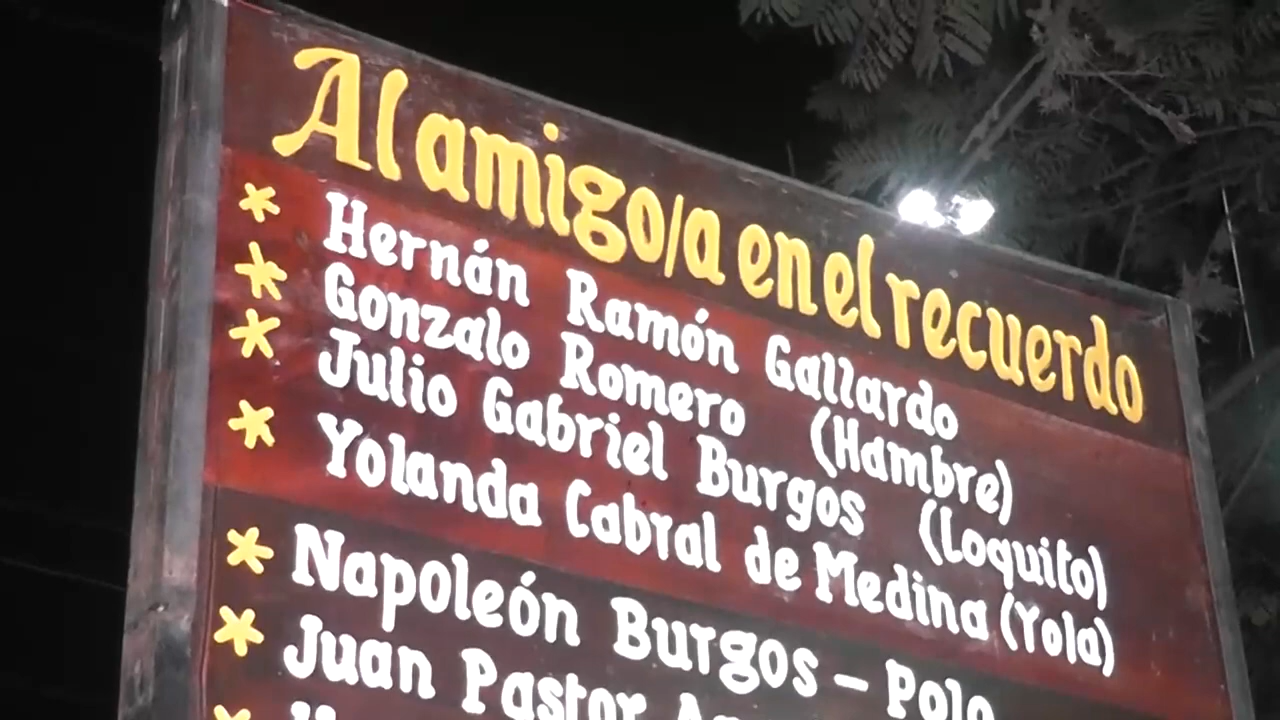 Al amigo/a en el recuerdo
* Hernán Ramón Gallardo
* Gonzalo Romero (Hambre)
* Julio Gabriel Burgos (Loquito)
* Yolanda Cabral de Medina (Yola)
* Napoleón Burgos - Polo
* Juan Pastor